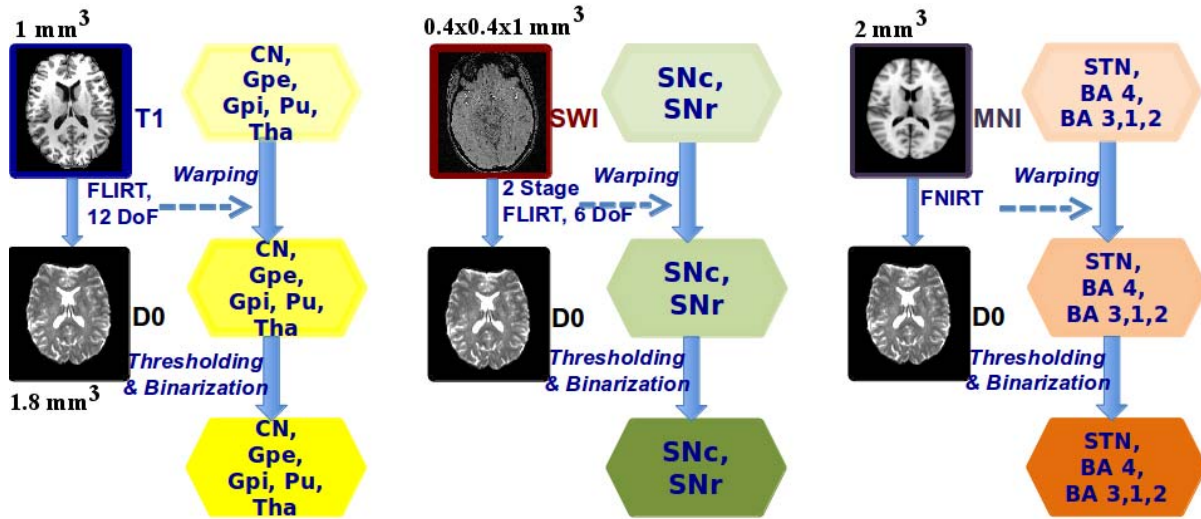 1 mm³
T1
FLIRT,
12 DoF
Warping
D0
1.8 mm³
CN,
Gpe,
Gpi, Pu,
Tha
CN,
Gpe,
Gpi, Pu,
Tha
Thresholding
& Binarization
CN,
Gpe,
Gpi, Pu,
Tha
0.4x0.4x1 mm³
SWI
2 Stage
FLIRT, 6 DoF
Warping
D0
SNc,
SNr
SNc,
SNr
Thresholding
& Binarization
SNc,
SNr
2 mm³
MNI
FNIRT
Warping
D0
STN,
BA 4,
BA 3,1,2
STN,
BA 4,
BA 3,1,2
Thresholding
& Binarization
STN,
BA 4,
BA 3,1,2